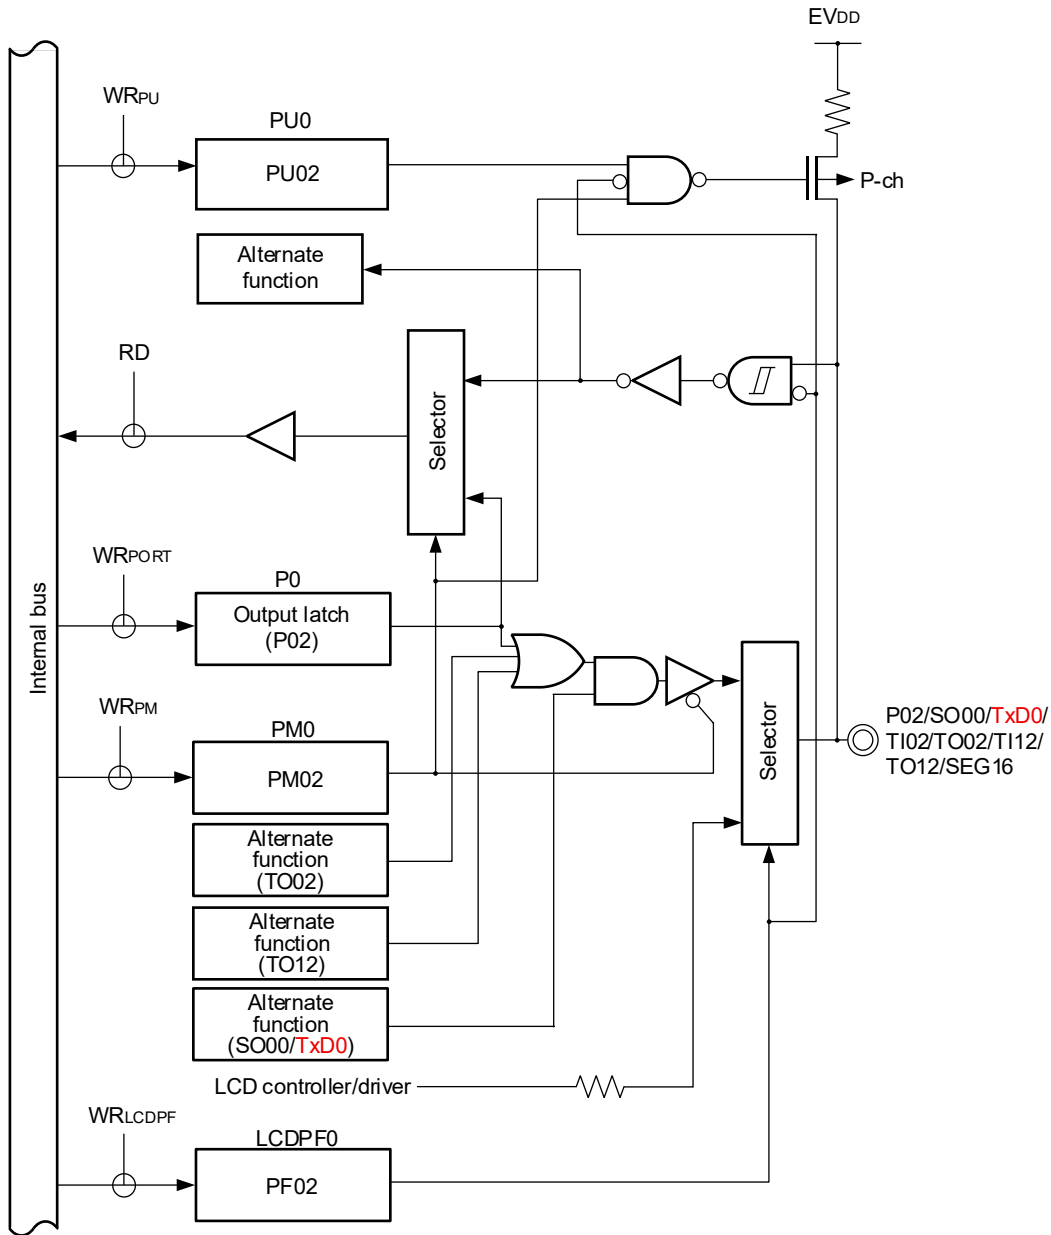 EVDD
WRPU
PU0
PU02
P-ch
Alternate
function
RD
Selector
WRPORT
P0
Output latch
(P02)
Internal bus
WRPM
PM0
PM02
Selector
P02/SO00/TxD0/
TI02/TO02/TI12/
TO12/SEG16
Alternate
function
(TO02)
Alternate
function
(TO12)
Alternate
function
(SO00/TxD0)
LCD controller/driver
WRLCDPF
LCDPF0
PF02